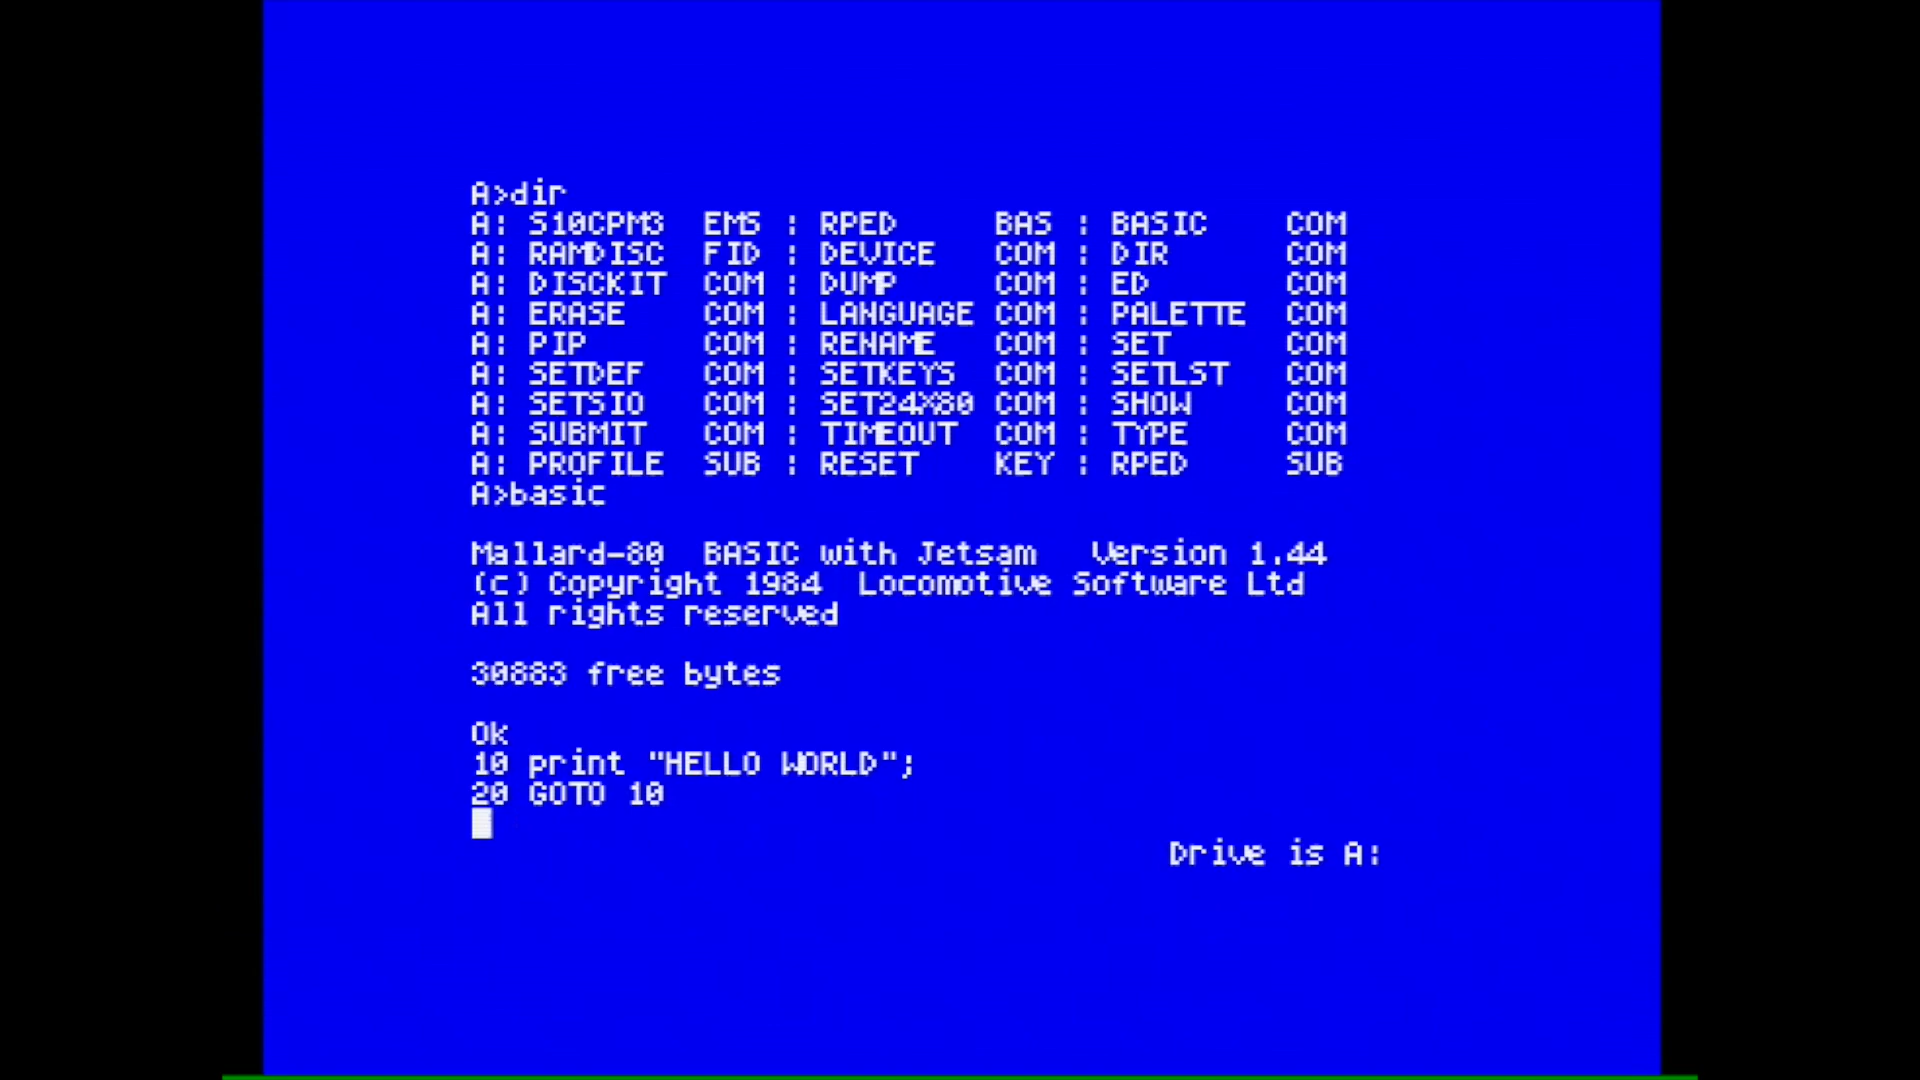 A>dir
A: S10CPM3  EMS : RPED     BAS : BASIC    COM
A: RAMDISC  FID : DEVICE   COM : DIR      COM
A: DISCKIT  COM : DUMP     COM : ED       COM
A: ERASE    COM : LANGUAGE COM : PALETTE  COM
A: PIP      COM : RENAME   COM : SET      COM
A: SETDEF   COM : SETKEYS  COM : SETLST   COM
A: SETSIO   COM : SET24X80 COM : SHOW     COM
A: SUBMIT   COM : TIMEOUT  COM : TYPE     COM
A: PROFILE  SUB : RESET    KEY : RPED     SUB
A>basic
Mallard-80  BASIC with Jetsam   Version 1.44
(c) Copyright 1984  Locomotive Software Ltd
All rights reserved
30883 free bytes
Ok
10 print "HELLO WORLD";
20 GOTO 10
Drive is A: